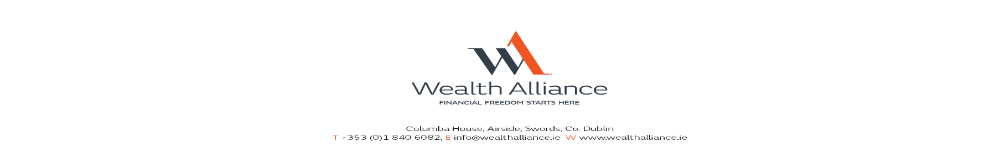 WA
Wealth Alliance
FINANCIAL FREEDOM STARTS HERE
Columba House, Airside, Swords, Co. Dublin
T +353 (0)1 840 6082, E info@wealthalliance.ie W www.wealthalliance.ie